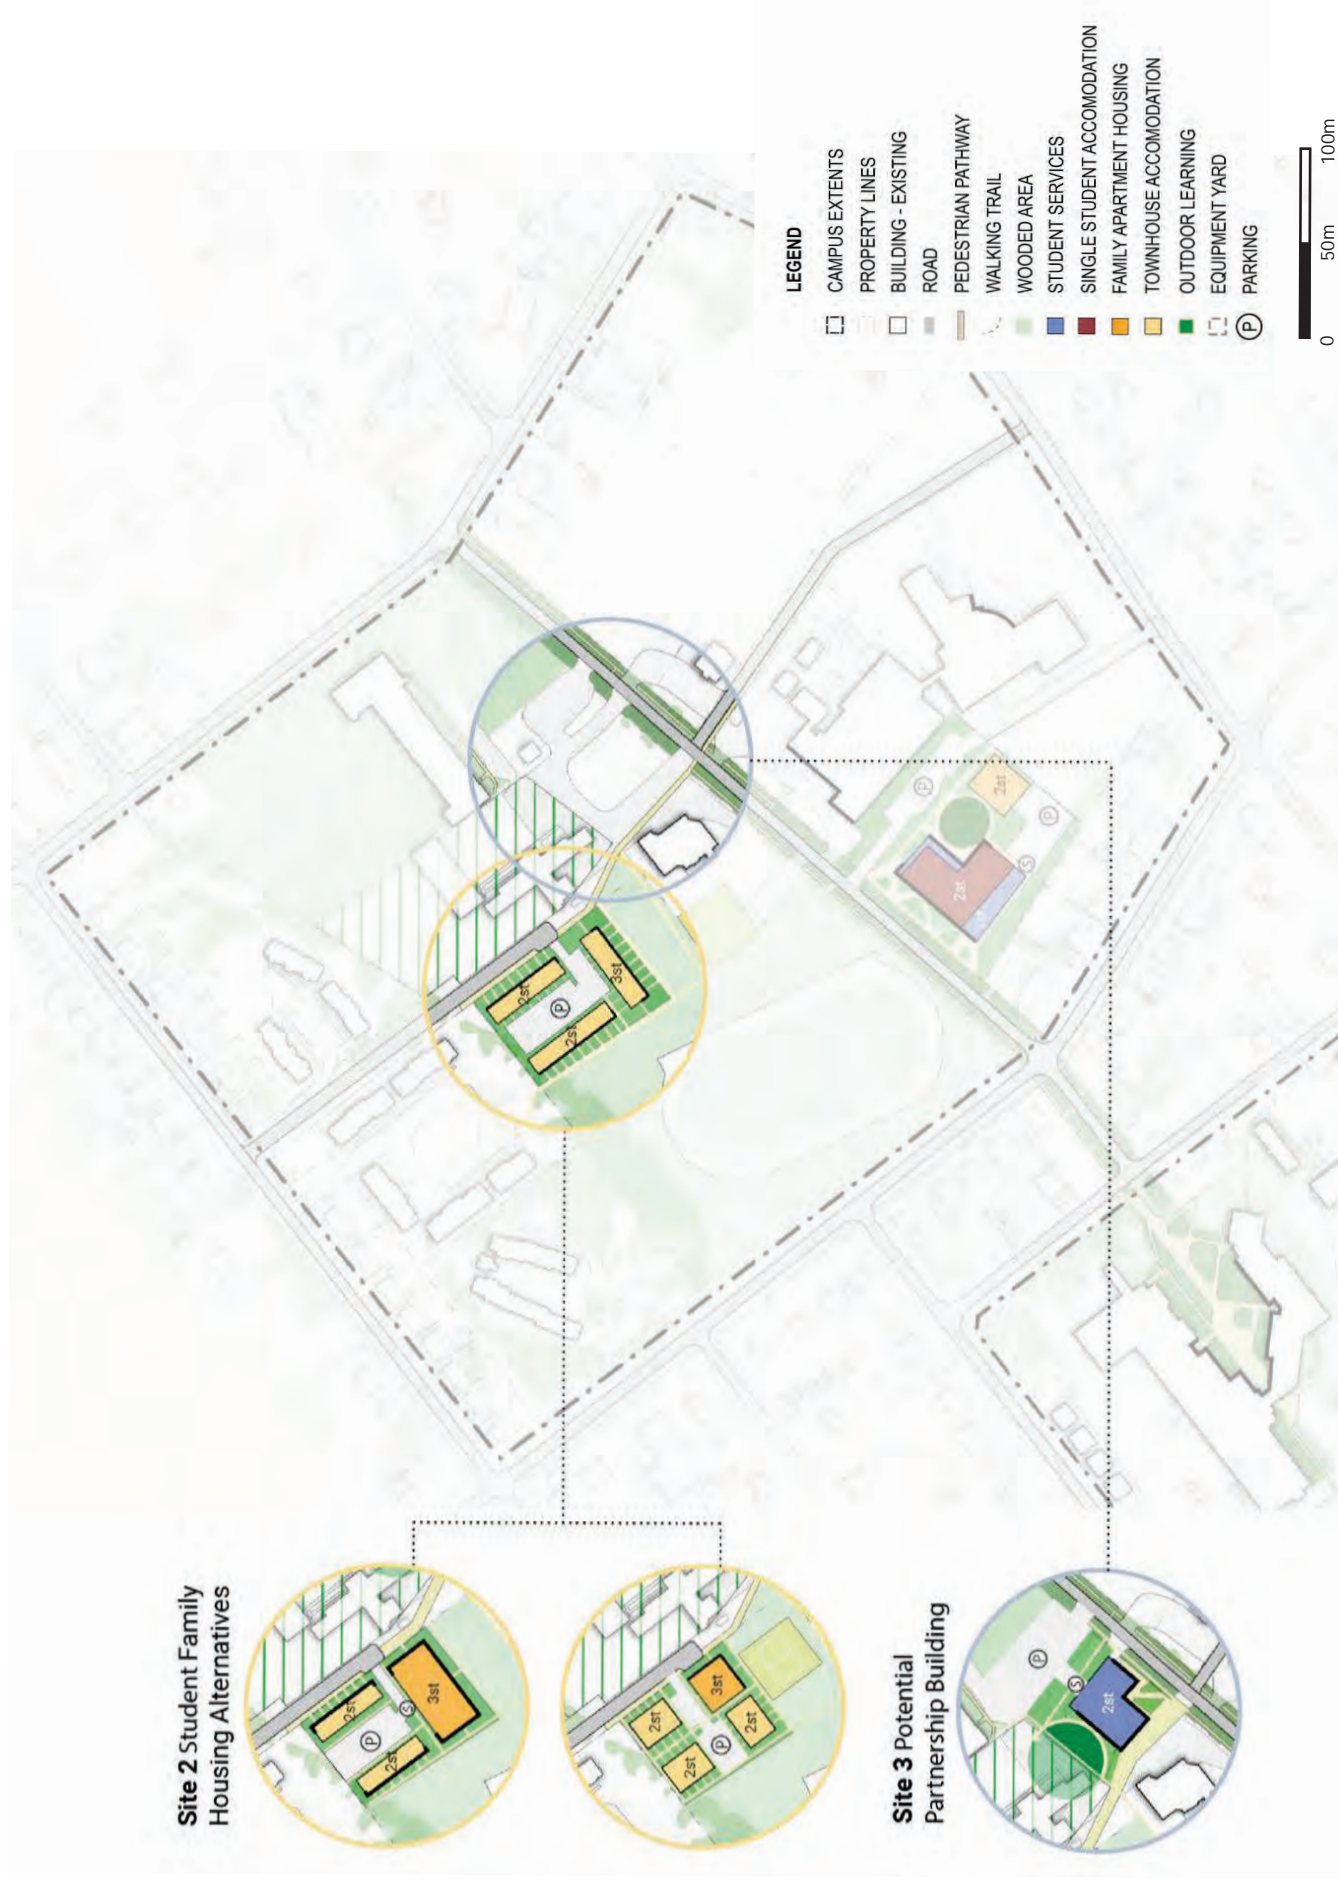 Site 2 Student Family
Housing Alternatives
2st
P
2st
S
3st
2st
2st
P
3st
2st
Site 3 Potential
Partnership Building
P
S
2st
2st
P
2st
3st
P
2st
2st
P
S
LEGEND
CAMPUS EXTENTS
PROPERTY LINES
BUILDING - EXISTING
ROAD
PEDESTRIAN PATHWAY
WALKING TRAIL
WOODED AREA
STUDENT SERVICES
SINGLE STUDENT ACCOMODATION
FAMILY APARTMENT HOUSING
TOWNHOUSE ACCOMODATION
OUTDOOR LEARNING
EQUIPMENT YARD
P PARKING
0 50m 100m